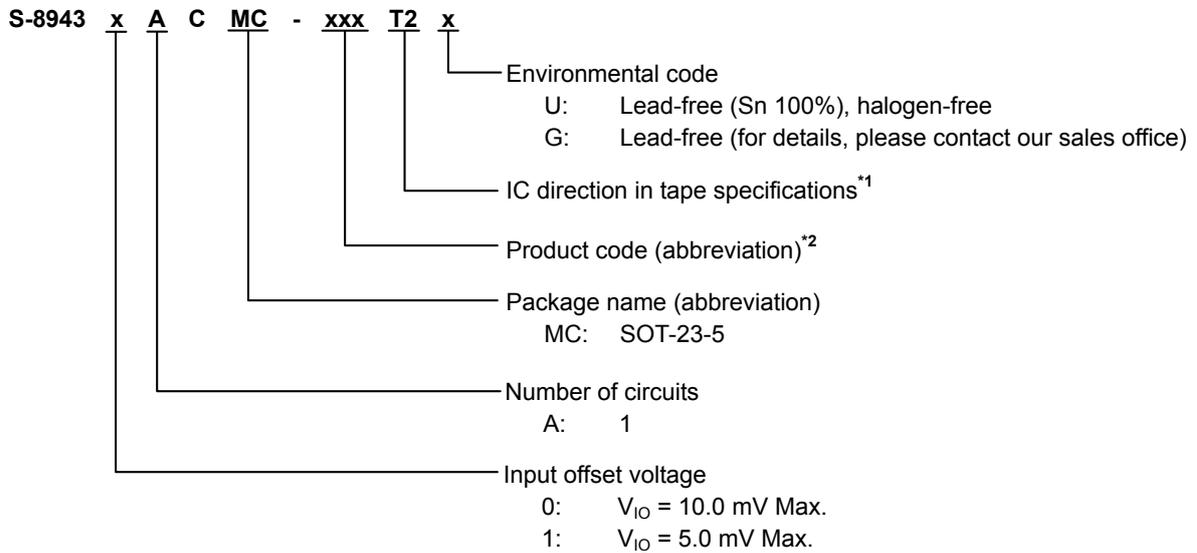 S-8943 x A C MC - xxx T2 x
Environmental code
U: Lead-free (Sn 100%), halogen-free
G: Lead-free (for details, please contact our sales office)
IC direction in tape specifications*1
Product code (abbreviation)*2
Package name (abbreviation)
MC: SOT-23-5
Number of circuits
A: 1
Input offset voltage
0: VIO = 10.0 mV Max.
1: VIO = 5.0 mV Max.